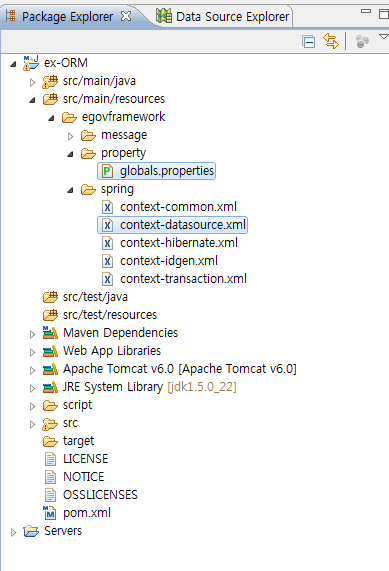 Package Explorer Data Source Explorer
ex-ORM
src/main/java
src/main/resources
egovframework
message
property
globals.properties
spring
context-common.xml
context-datasource.xml
context-hibernate.xml
context-idgen.xml
context-transaction.xml
src/test/java
src/test/resources
Maven Dependencies
Web App Libraries
Apache Tomcat v6.0 [Apache Tomcat v6.0]
JRE System Library [jdk1.5.0_22]
script
src
target
LICENSE
NOTICE
OSSLICENSES
pom.xml
Servers